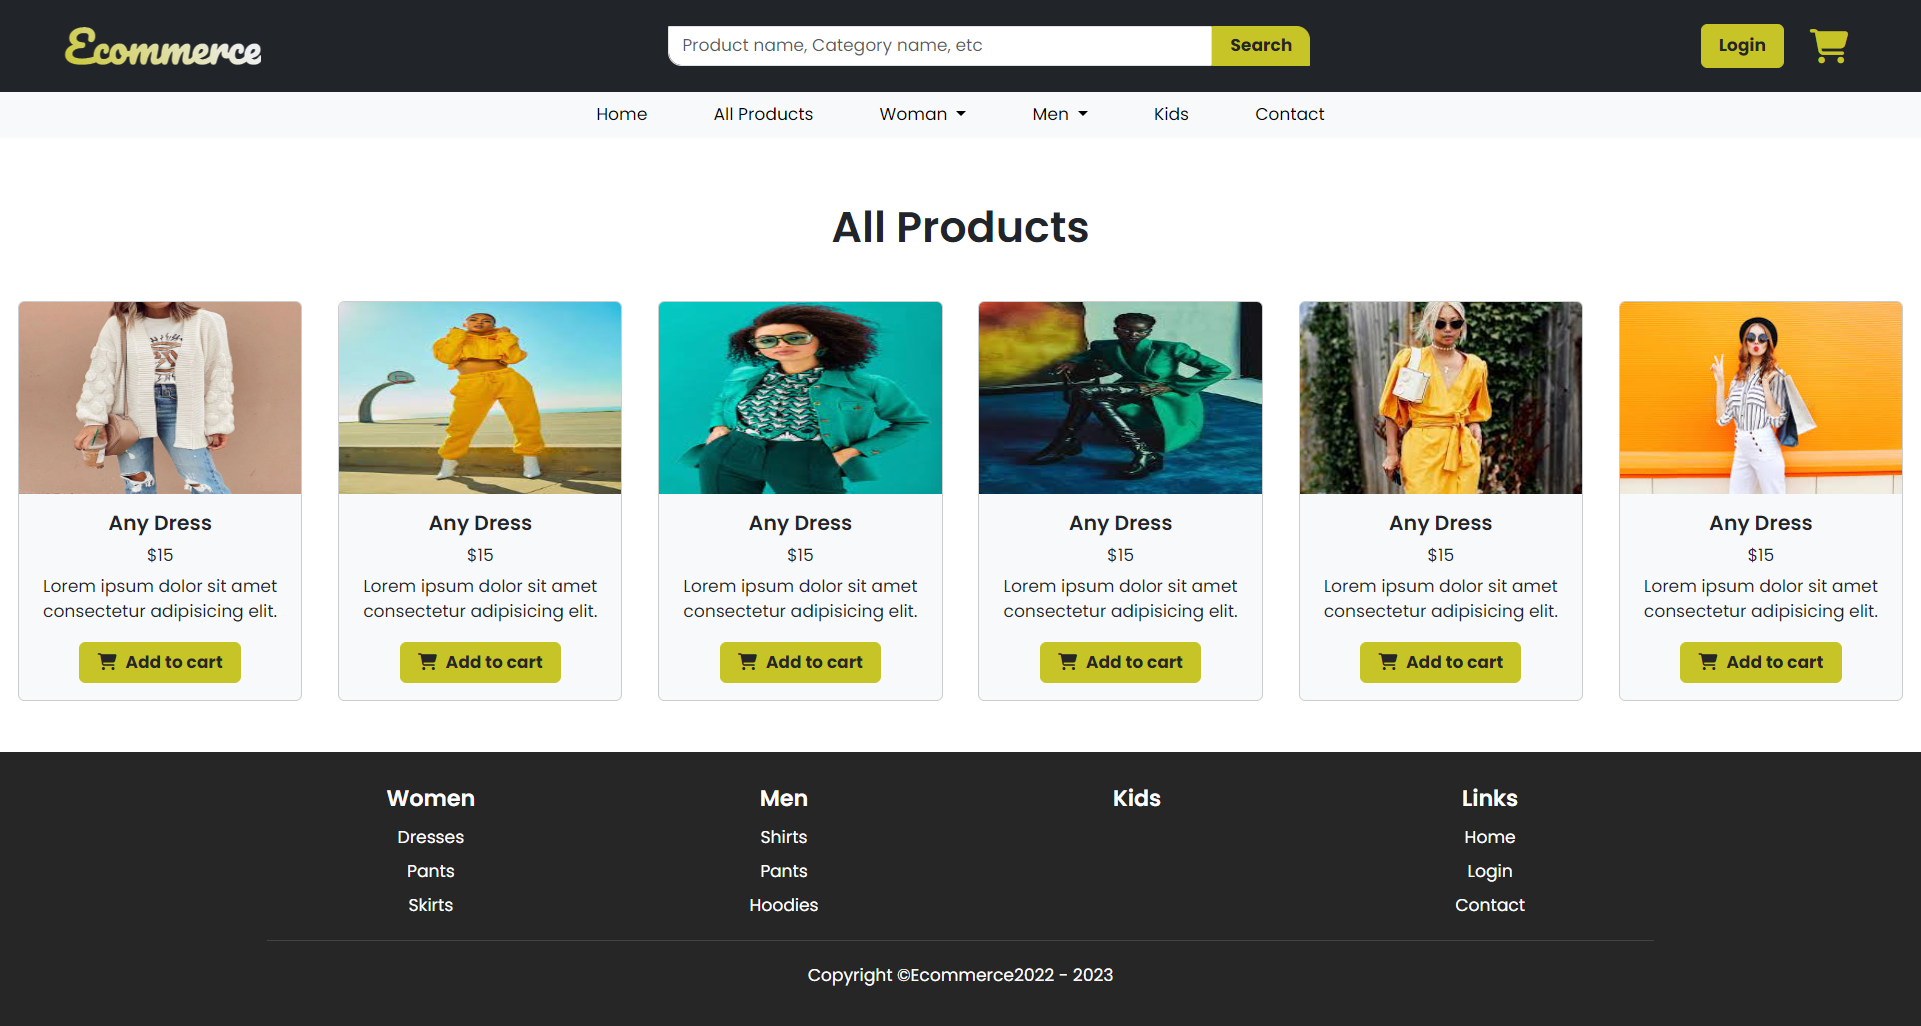 Ecommerce
Product name, Category name, etc
Search
Login
Home
All Products
Woman
Men
Kids
Contact
All Products
Any Dress
$15
Lorem ipsum dolor sit amet
consectetur adipisicing elit.
Add to cart
Any Dress
$15
Lorem ipsum dolor sit amet
consectetur adipisicing elit.
Add to cart
Any Dress
$15
Lorem ipsum dolor sit amet
consectetur adipisicing elit.
Add to cart
Any Dress
$15
Lorem ipsum dolor sit amet
consectetur adipisicing elit.
Add to cart
Any Dress
$15
Lorem ipsum dolor sit amet
consectetur adipisicing elit.
Add to cart
Any Dress
$15
Lorem ipsum dolor sit amet
consectetur adipisicing elit.
Add to cart
Women
Dresses
Pants
Skirts
Men
Shirts
Pants
Hoodies
Kids
Links
Home
Login
Contact
Copyright ©Ecommerce2022 - 2023